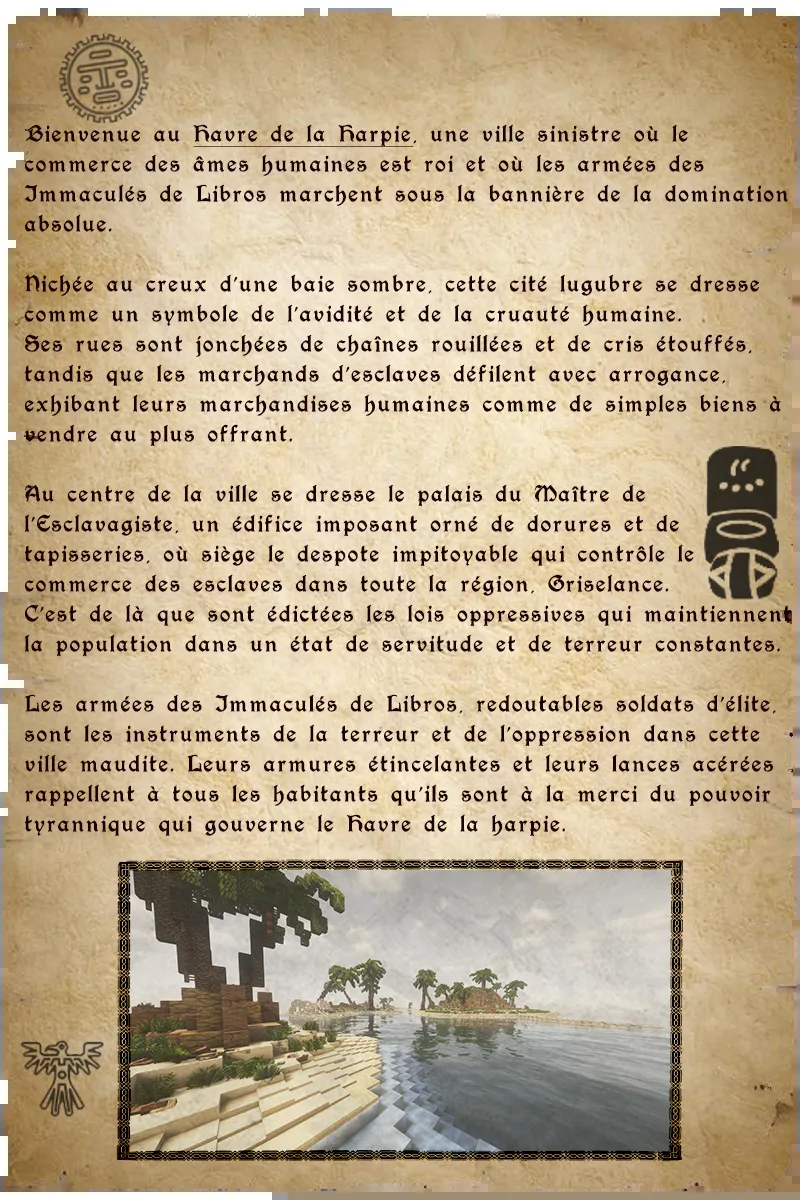 Bienvenue au Havre de la Harpie, une ville sinistre où le
commerce des âmes humaines est roi et où les armées des
Immaculés de Libros marchent sous la bannière de la domination
absolue.
Nichée au creux d'une baie sombre, cette cité lugubre se dresse
comme un symbole de l'avidité et de la cruauté humaine.
Ses rues sont jonchées de chaînes rouillées et de cris étouffés,
tandis que les marchands d'esclaves défilent avec arrogance,
exhibant leurs marchandises humaines comme de simples biens à
vendre au plus offrant.
Au centre de la ville se dresse le palais du Maître de
l'Esclavagiste, un édifice imposant orné de dorures et de
tapisseries, où siège le despote impitoyable qui contrôle le
commerce des esclaves dans toute la région, Griselance.
C'est de là que sont édictées les lois oppressives qui maintiennent
la population dans un état de servitude et de terreur constantes.
Les armées des Immaculés de Libros, redoutables soldats d'élite,
sont les instruments de la terreur et de l'oppression dans cette
ville maudite. Leurs armures étincelantes et leurs lances acérées
rappellent à tous les habitants qu'ils sont à la merci du pouvoir
tyrannique qui gouverne le Havre de la harpie.